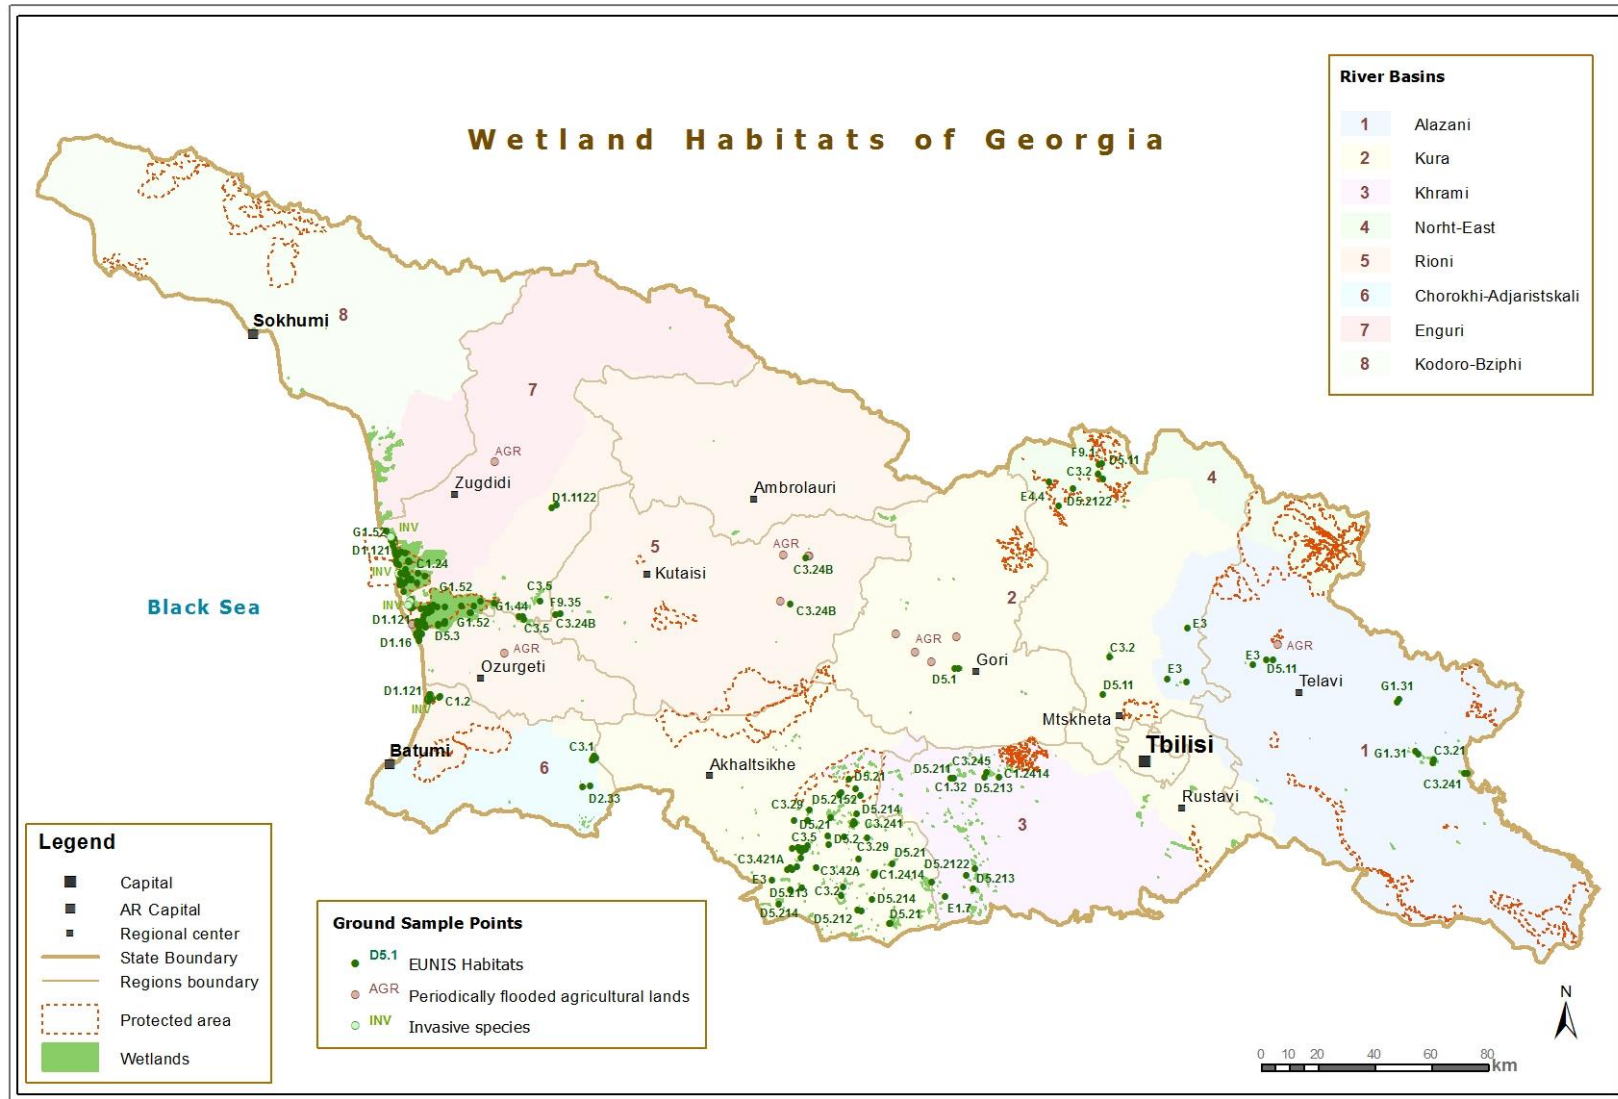 Wetland Habitats of Georgia
River Basins
1 Alazani
2 Kura
3 Khrami
4 Norht-East
5 Rioni
6 Chorokhi-Adjaristskali
7 Enguri
8 Kodoro-Bziphi
Sokhumi
8
7
AGR
Zugdidi
D1.1122
Ambrolauri
F9.1
D5.11
C3.2
E4.4
D5.2122
4
G1.52
INV
D1.121
C1.24
INV
5
AGR
C3.24B
Kutaisi
G1.52
C3.5
INV
G1.44
F9.35
C3.24B
C3.24B
2
Black Sea
D1.121
G1.52
C3.5
D5.3
D1.16
AGR
Ozurgeti
AGR
Gori
D5.1
E3
C3.2
AGR
E3
D5.11
E3
Telavi
D5.11
G1.31
D1.121
C1.2
INV
Mtskheta
Batumi
C3.1
Tbilisi
1
G1.31
C3.21
C3.241
6
Akhaltsikhe
D2.33
D5.21
D5.211
C3.245
C1.32
D5.213
C1.2414
Rustavi
D5.2152
C3.29
D5.214
D5.21
C3.241
3
C3.5
D5.2
C3.29
D5.21
C3.421A
C3.42A
C1.2414
D5.2122
E3
D5.213
D5.213
C3.2
D5.214
E1.7
D5.214
D5.212
D5.21
Legend
Capital
AR Capital
Regional center
State Boundary
Regions boundary
Protected area
Wetlands
Ground Sample Points
D5.1 EUNIS Habitats
AGR Periodically flooded agricultural lands
INV Invasive species
N
0 10 20 40 60 80
km